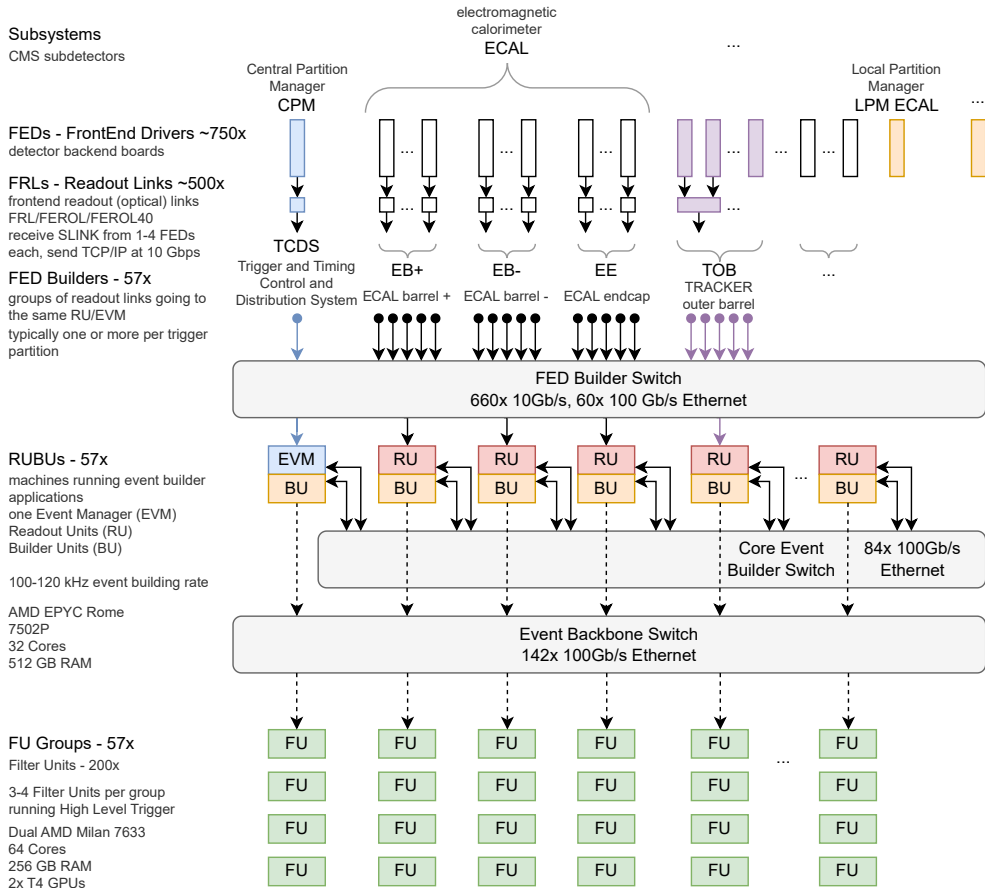 Subsystems
CMS subdetectors
electromagnetic
calorimeter
ECAL
...
Central Partition
Manager
CPM
Local Partition
Manager
LPM ECAL
...
FEDs - FrontEnd Drivers ~750x
detector backend boards
... ... ... ... ... ...
FRLs - Readout Links ~500x
frontend readout (optical) links
FRL/FEROL/FEROL40
receive SLINK from 1-4 FEDs
each, send TCP/IP at 10 Gbps
... ... ... ...
TCDS
Trigger and Timing
Control and
Distribution System
EB+
ECAL barrel +
EB-
ECAL barrel -
EE
ECAL endcap
TOB
TRACKER
outer barrel
...
FED Builders - 57x
groups of readout links going to
the same RU/EVM
typically one or more per trigger
partition
FED Builder Switch
660x 10Gb/s, 60x 100 Gb/s Ethernet
RUBUs - 57x
machines running event builder
applications
one Event Manager (EVM)
Readout Units (RU)
Builder Units (BU)
100-120 kHz event building rate
AMD EPYC Rome
7502P
32 Cores
512 GB RAM
EVM RU RU RU RU RU
BU BU BU BU BU ... BU
Core Event
Builder Switch
84x 100Gb/s
Ethernet
Event Backbone Switch
142x 100Gb/s Ethernet
FU Groups - 57x
Filter Units - 200x
3-4 Filter Units per group
running High Level Trigger
Dual AMD Milan 7633
64 Cores
256 GB RAM
2x T4 GPUs
FU FU FU FU FU FU
...
FU FU FU FU FU FU
FU FU FU FU FU FU
FU FU FU FU FU FU